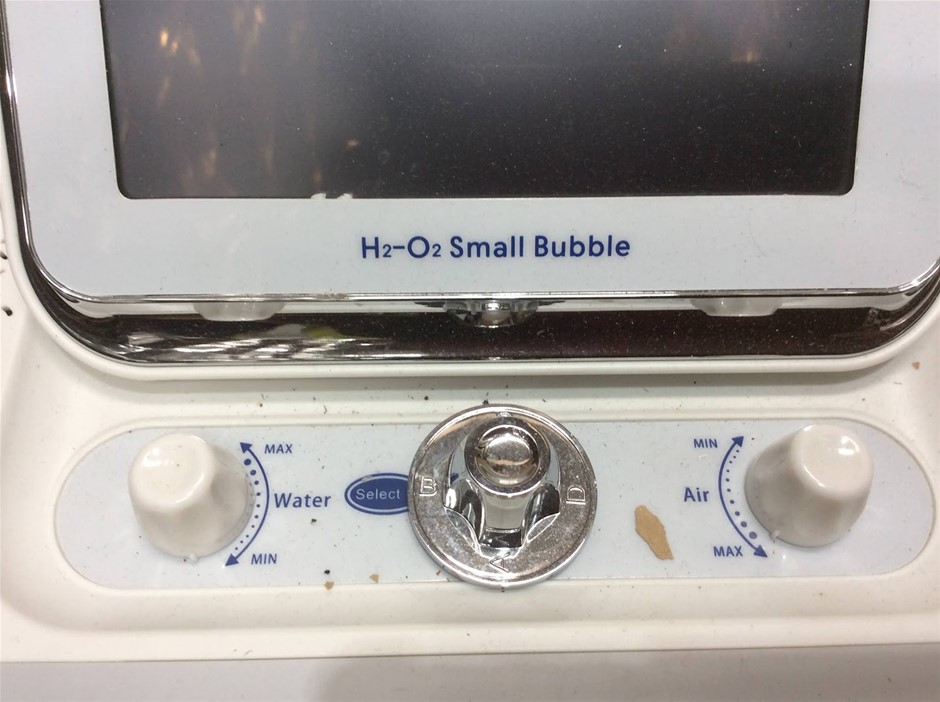 H2-O2 Small Bubble
MAX
Water
MIN
Select
B
D
A
MIN
Air
MAX